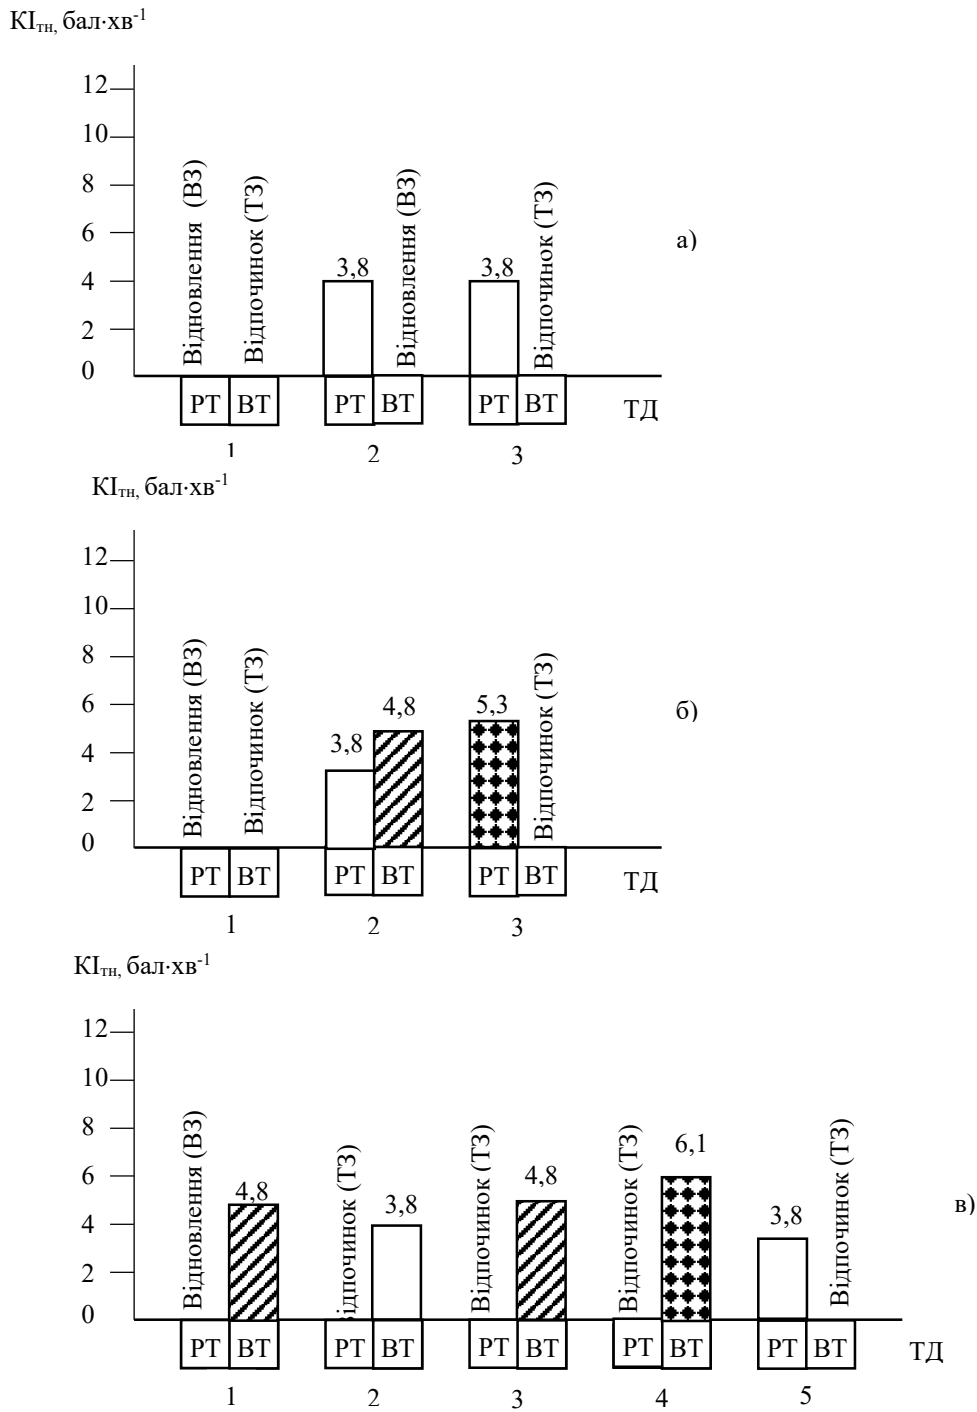 КІтн, бал·хв-1
12
10
8
6
4
2
0
Відновлення (ВЗ)
Відпочинок (ТЗ)
3,8
Відновлення (ВЗ)
3,8
Відпочинок (ТЗ)
а)
РТ ВТ РТ ВТ РТ ВТ ТД
1 2 3
КІтн, бал·хв-1
12
10
8
6
4
2
0
Відновлення (ВЗ)
Відпочинок (ТЗ)
3,8
4,8
5,3
Відпочинок (ТЗ)
б)
РТ ВТ РТ ВТ РТ ВТ ТД
1 2 3
КІтн, бал·хв-1
12
10
8
6
4
2
0
Відновлення (ВЗ)
4,8
Відпочинок (ТЗ)
3,8
Відпочинок (ТЗ)
4,8
Відпочинок (ТЗ)
6,1
3,8
Відпочинок (ТЗ)
в)
РТ ВТ РТ ВТ РТ ВТ РТ ВТ РТ ВТ ТД
1 2 3 4 5